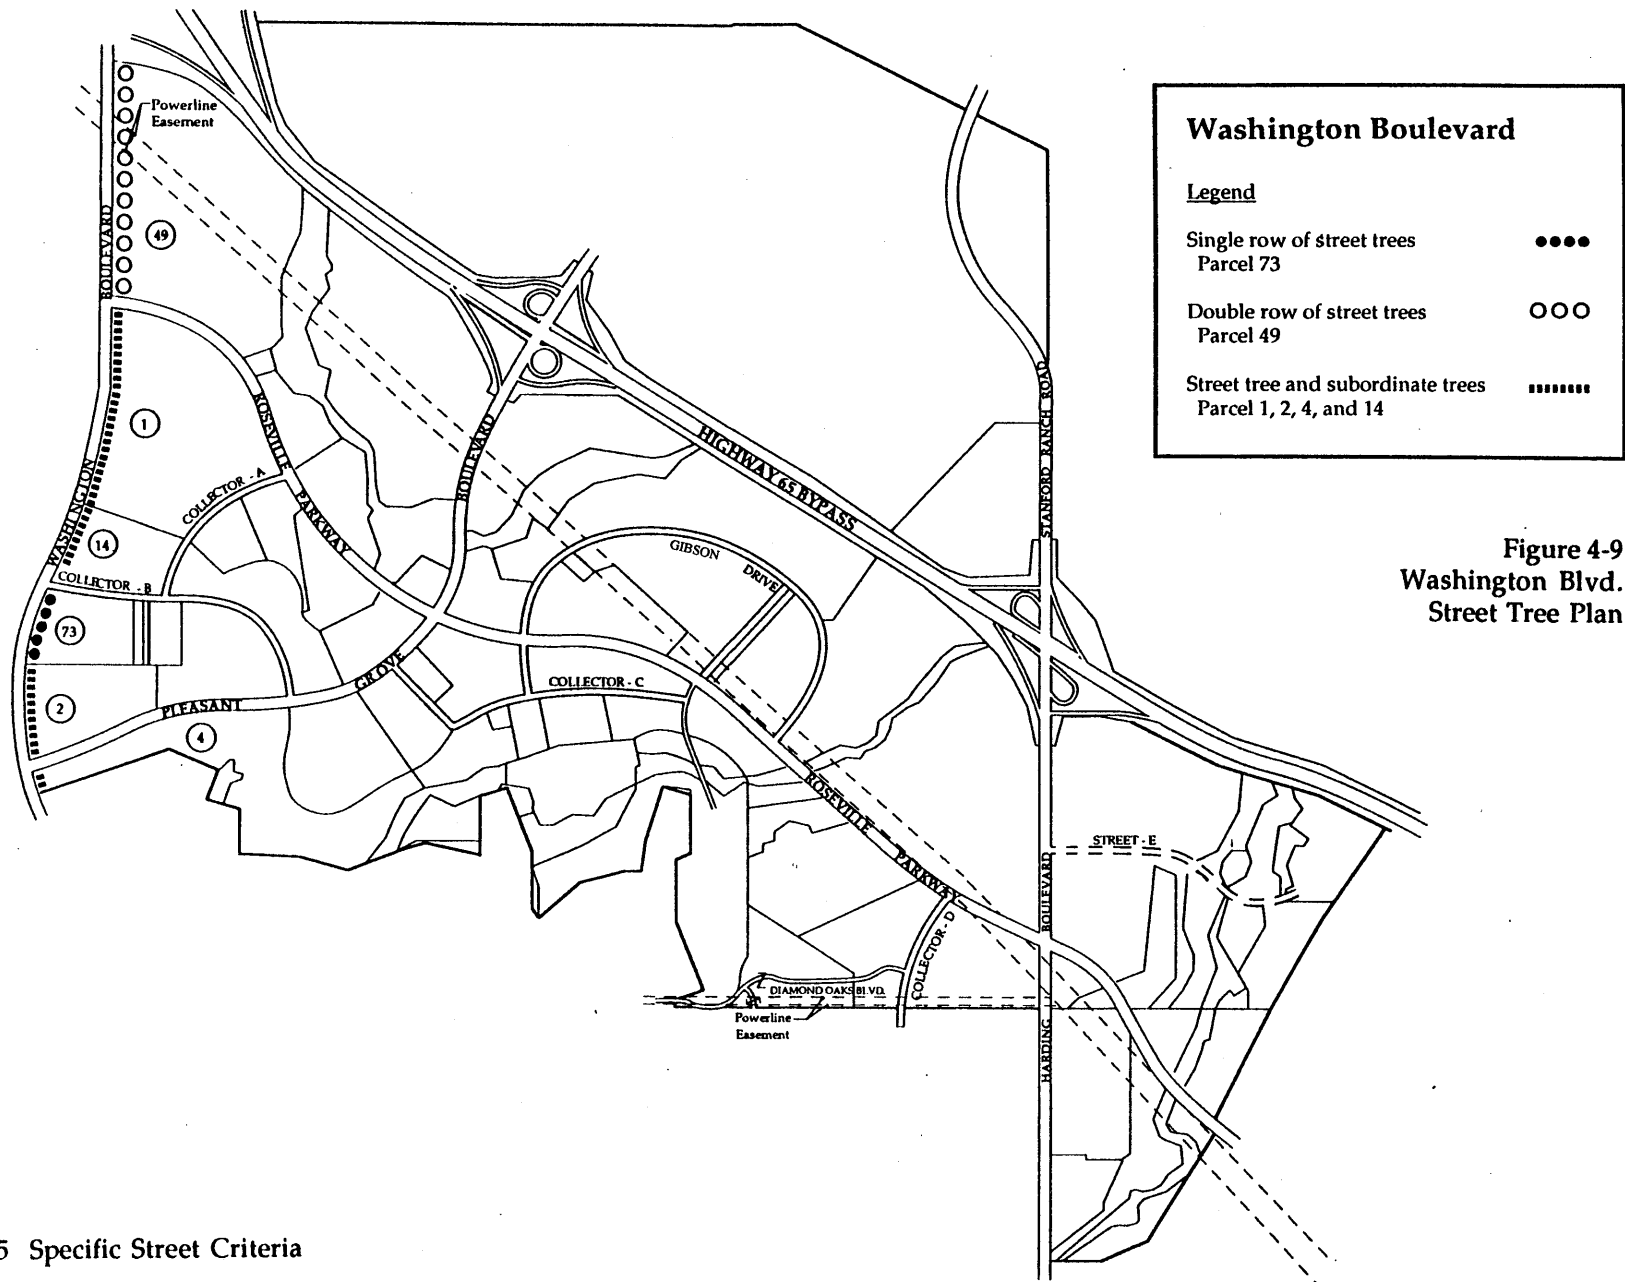 Powerline
Easement
Washington Boulevard
Legend
Single row of street trees
Parcel 73
Double row of street trees
Parcel 49
Street tree and subordinate trees
Parcel 1, 2, 4, and 14
Figure 4-9
Washington Blvd.
Street Tree Plan
BOULEVARD
49
1
WASHINGTON
14
COLLECTOR - A
COLLECTOR - B
73
2
4
ROSEVILLE
PARKWAY
BOULEVARD
GROVE
PLEASANT
HIGHWAY 65 BYPASS
STANFORD RANCH ROAD
GIBSON
DRIVE
COLLECTOR - C
ROSEVILLE
PARKWAY
STREET - E
BOULEVARD
COLLECTOR - D
DIAMOND OAKS BLVD.
Powerline
Easement
HARDING
5 Specific Street Criteria